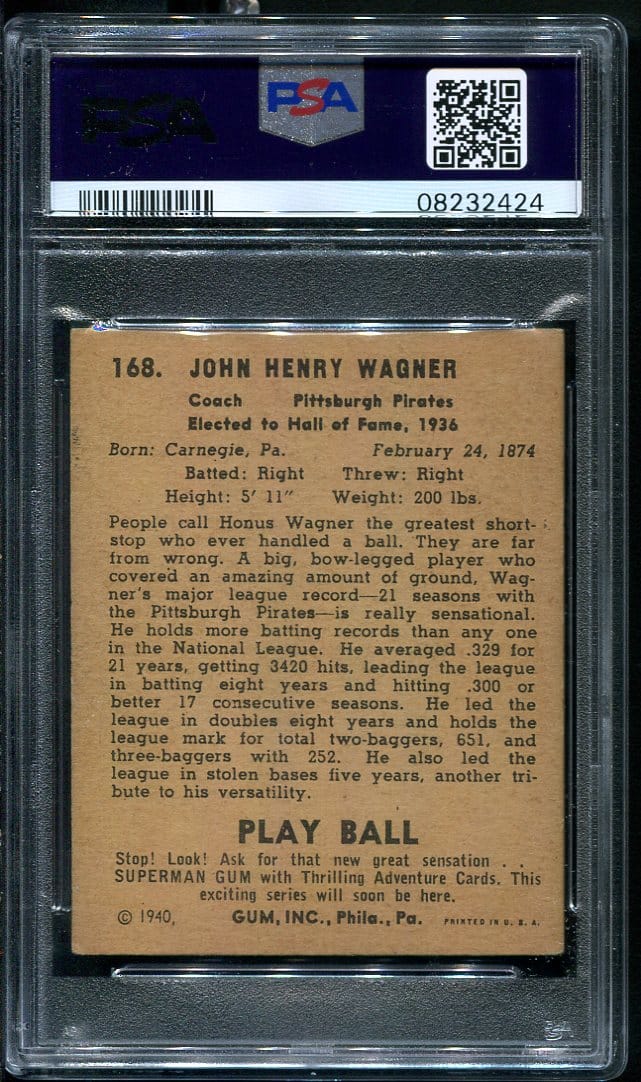 PSA
PSA
08232424
168. JOHN HENRY WAGNER
Coach Pittsburgh Pirates
Elected to Hall of Fame, 1936
Born: Carnegie, Pa. February 24, 1874
Batted: Right Threw: Right
Height: 5' 11" Weight: 200 lbs.
People call Honus Wagner the greatest short-
stop who ever handled a ball. They are far
from wrong. A big, bow-legged player who
covered an amazing amount of ground, Wag-
ner's major league record—21 seasons with
the Pittsburgh Pirates—is really sensational.
He holds more batting records than any one
in the National League. He averaged .329 for
21 years, getting 3420 hits, leading the league
in batting eight years and hitting .300 or
better 17 consecutive seasons. He led the
league in doubles eight years and holds the
league mark for total two-baggers, 651, and
three-baggers with 252. He also led the
league in stolen bases five years, another tri-
bute to his versatility.
PLAY BALL
Stop! Look! Ask for that new great sensation . .
SUPERMAN GUM with Thrilling Adventure Cards. This
exciting series will soon be here.
© 1940, GUM, INC., Phila., Pa. PRINTED IN U. S. A.